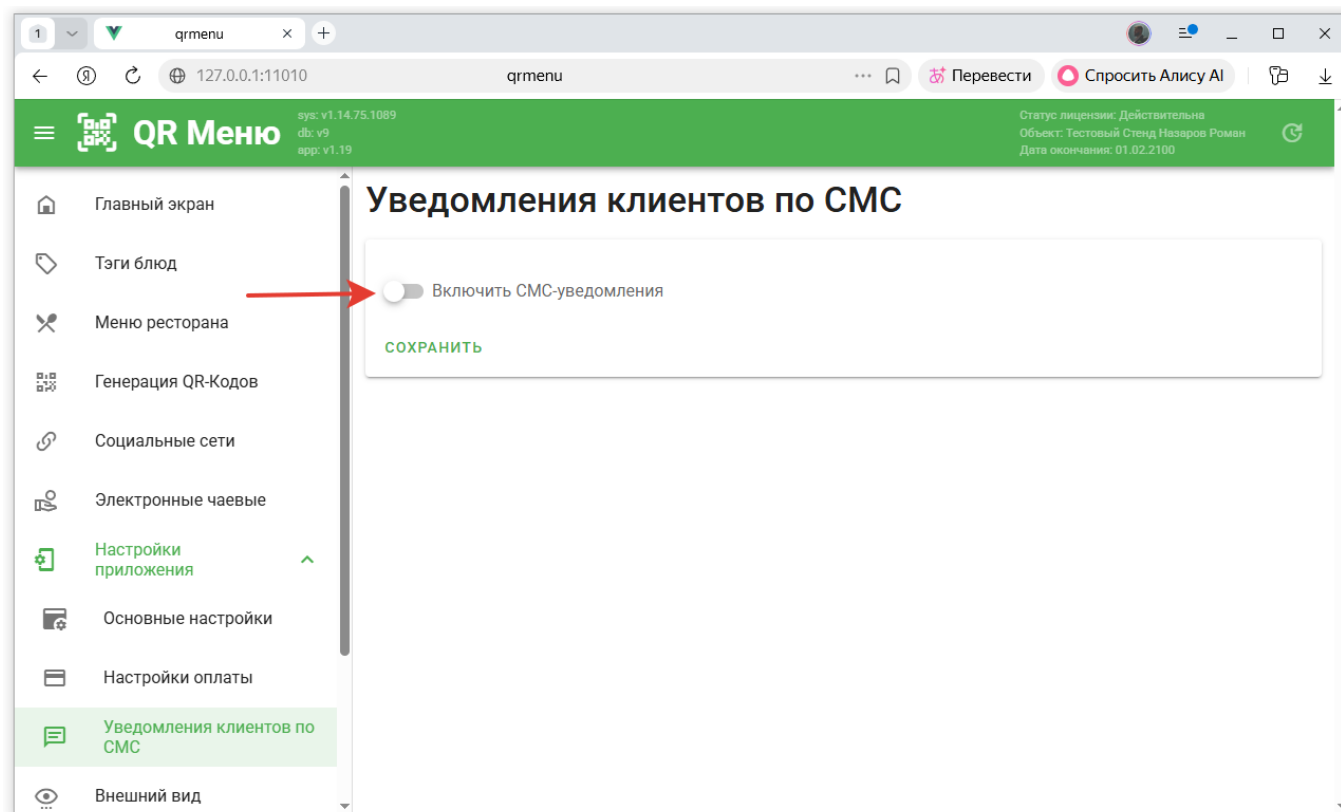 1
qrmenu
127.0.0.1:11010
qrmenu
Перевести
Спросить Алису AI
QR Меню
sys: v1.14.75.1089
db: v9
app: v1.19
Статус лицензии: Действительна
Объект: Тестовый Стенд Назаров Роман
Дата окончания: 01.02.2100
Главный экран
Тэги блюд
Меню ресторана
Генерация QR-Кодов
Социальные сети
Электронные чаевые
Настройки
приложения
Основные настройки
Настройки оплаты
Уведомления клиентов по
СМС
Внешний вид
Уведомления клиентов по СМС
Включить СМС-уведомления
СОХРАНИТЬ